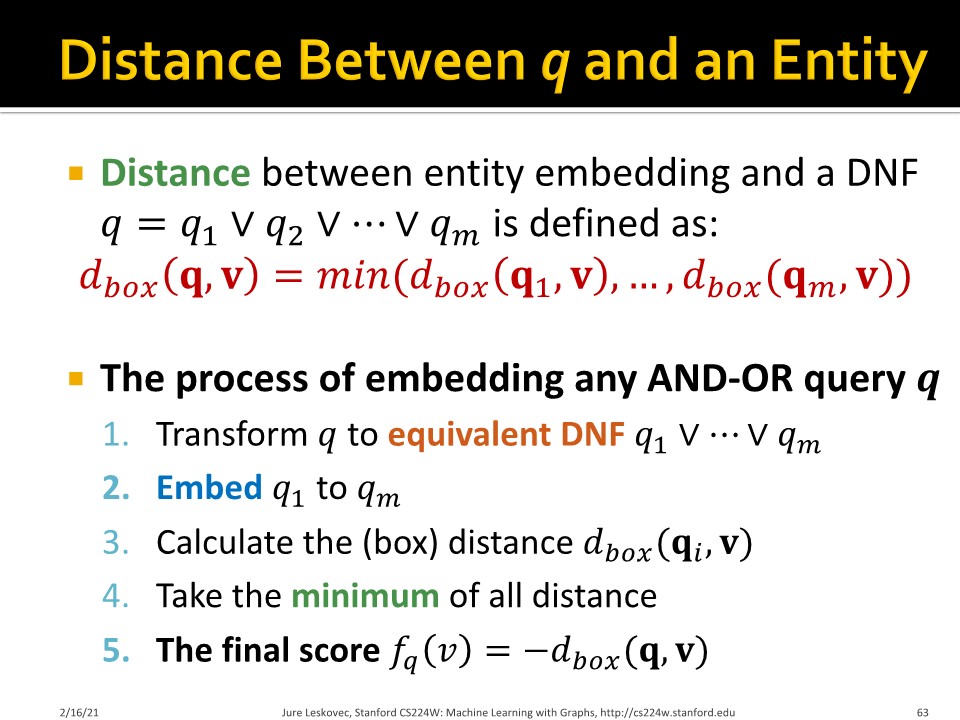 Distance Between q and an Entity
▪ Distance between entity embedding and a DNF
q = q₁ ∨ q₂ ∨ ⋯ ∨ qₘ is defined as:
d_box(𝐪, 𝐯) = min(d_box(𝐪₁, 𝐯), … , d_box(𝐪ₘ, 𝐯))
▪ The process of embedding any AND-OR query q
1. Transform q to equivalent DNF q₁ ∨ ⋯ ∨ qₘ
2. Embed q₁ to qₘ
3. Calculate the (box) distance d_box(𝐪ᵢ, 𝐯)
4. Take the minimum of all distance
5. The final score f_q(v) = −d_box(𝐪, 𝐯)
2/16/21 Jure Leskovec, Stanford CS224W: Machine Learning with Graphs, http://cs224w.stanford.edu 63